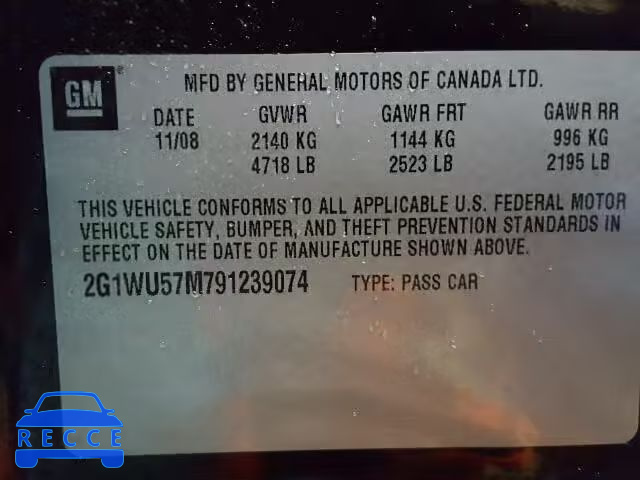 GM ®
MFD BY GENERAL MOTORS OF CANADA LTD.
DATE GVWR GAWR FRT GAWR RR
11/08 2140 KG 1144 KG 996 KG
4718 LB 2523 LB 2195 LB
THIS VEHICLE CONFORMS TO ALL APPLICABLE U.S. FEDERAL MOTOR
VEHICLE SAFETY, BUMPER, AND THEFT PREVENTION STANDARDS IN
EFFECT ON THE DATE OF MANUFACTURE SHOWN ABOVE.
2G1WU57M791239074 TYPE: PASS CAR
RECCE